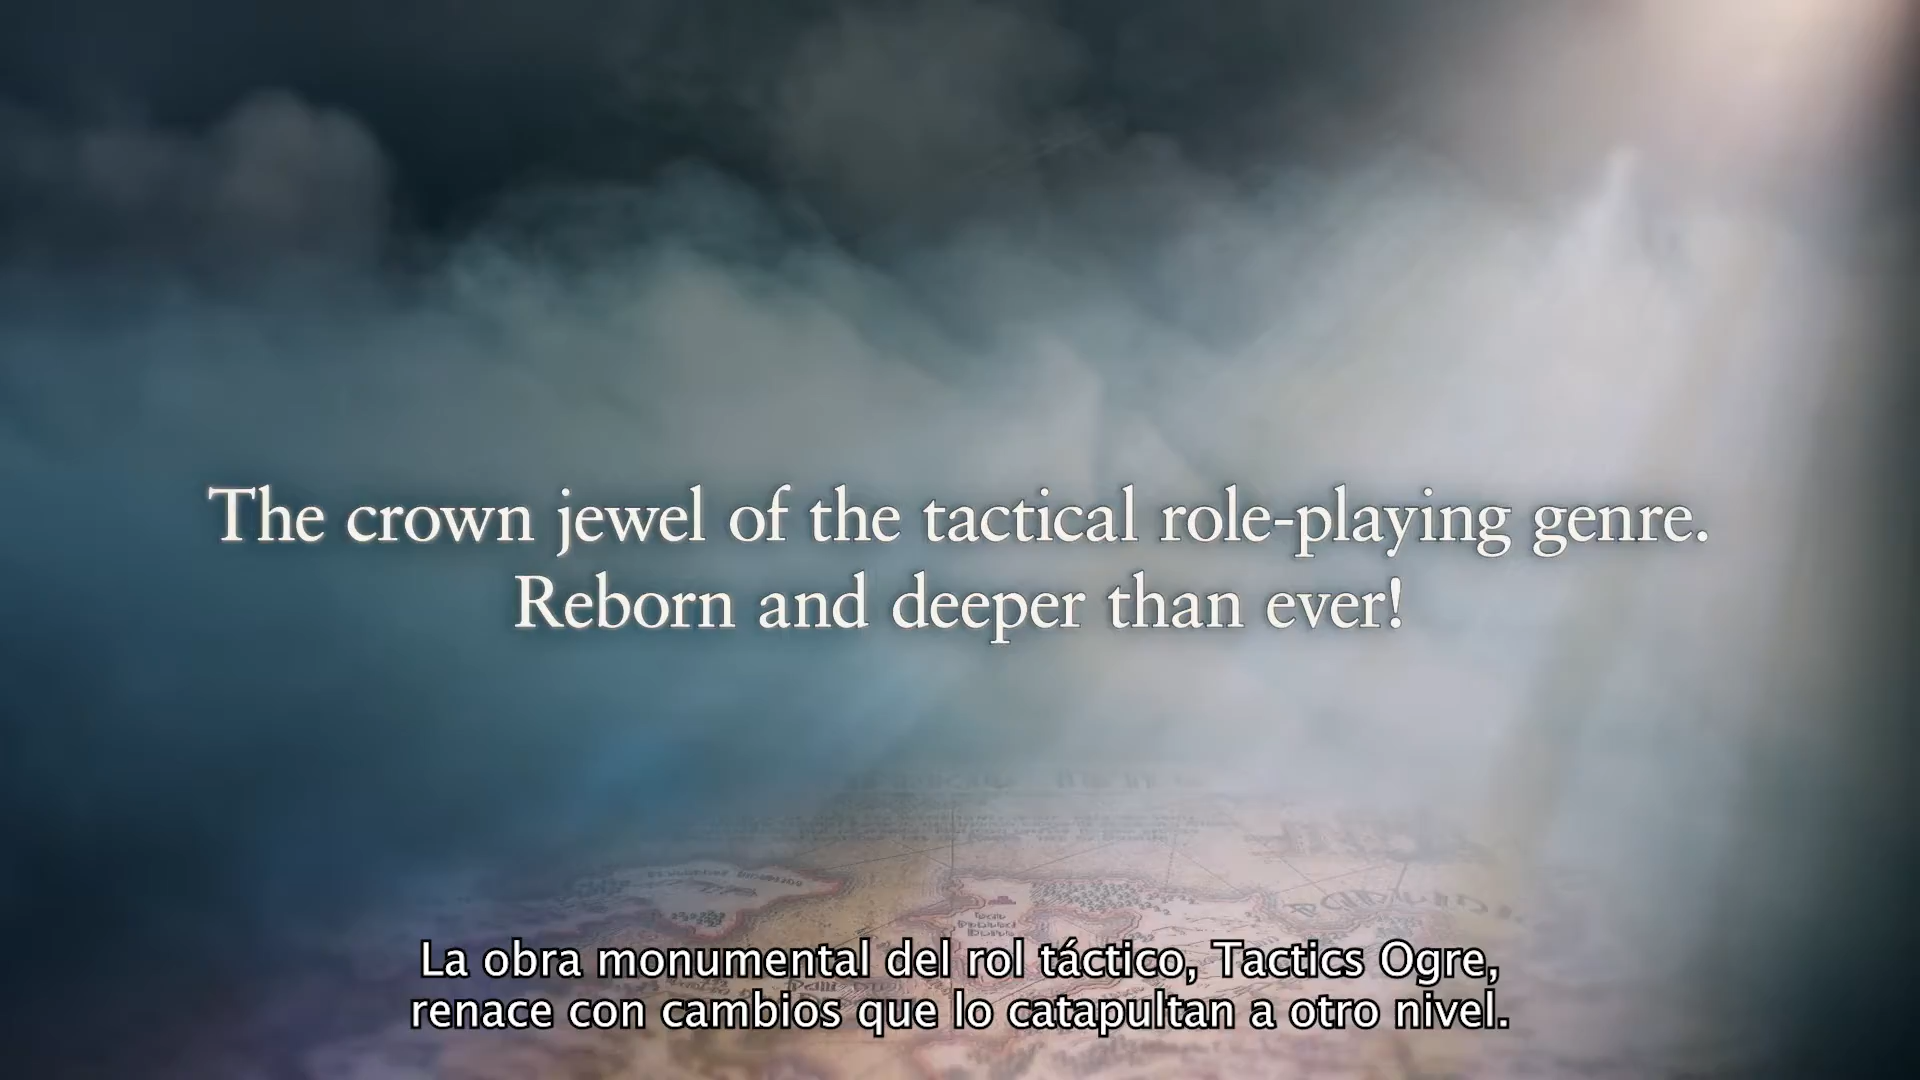 The crown jewel of the tactical role-playing genre.
Reborn and deeper than ever!
La obra monumental del rol táctico, Tactics Ogre,
renace con cambios que lo catapultan a otro nivel.